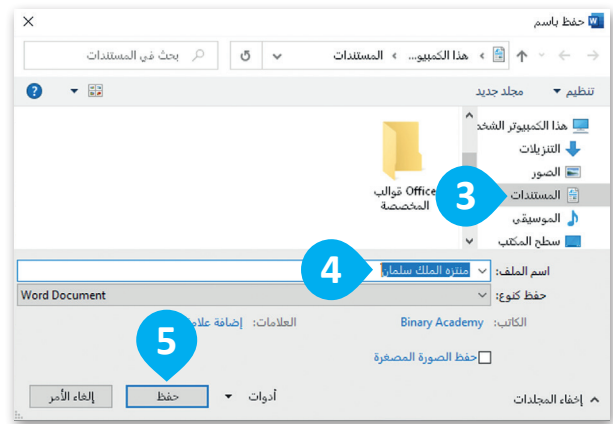 حفظ باسم
هذا الكمبيو... › المستندات
بحث في المستندات
تنظيم
مجلد جديد
?
هذا الكمبيوتر الشخص
التنزيلات
الصور
المستندات
الموسيقى
سطح المكتب
3
قوالب Office
المخصصة
4
اسم الملف:
منتزه الملك سلمان
حفظ كنوع:
Word Document
الكاتب:
Binary Academy
العلامات:
إضافة علام
5
حفظ الصورة المصغرة
إخفاء المجلدات
أدوات
حفظ
إلغاء الأمر